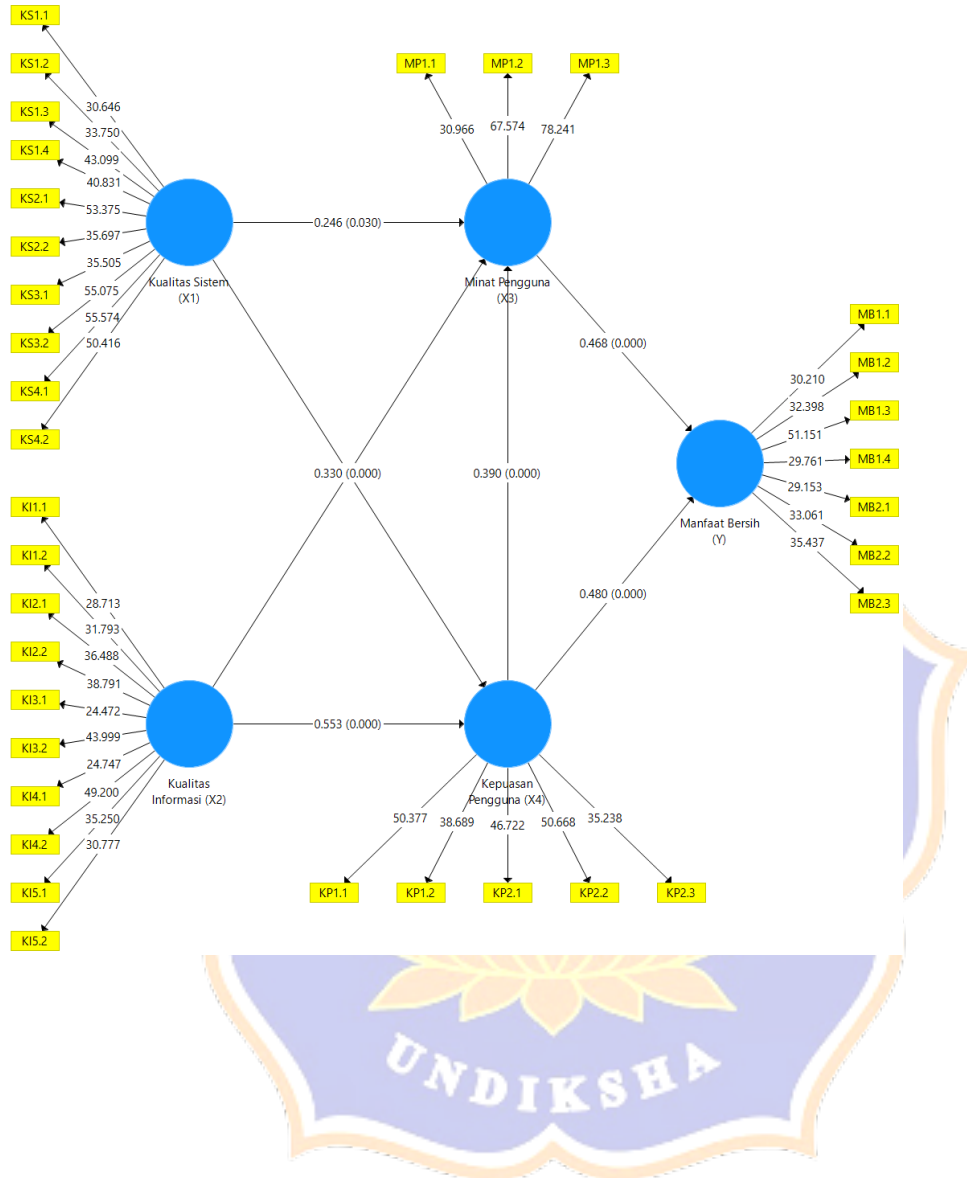 KS1.1
KS1.2
KS1.3
KS1.4
KS2.1
KS2.2
KS3.1
KS3.2
KS4.1
KS4.2
30.646
33.750
43.099
40.831
53.375
35.697
35.505
55.075
55.574
50.416
Kualitas Sistem
(X1)
MP1.1
MP1.2
MP1.3
30.966
67.574
78.241
0.246 (0.030)
Minat Pengguna
(X3)
0.468 (0.000)
0.330 (0.000)
0.390 (0.000)
0.480 (0.000)
0.553 (0.000)
MB1.1
MB1.2
MB1.3
MB1.4
MB2.1
MB2.2
MB2.3
30.210
32.398
51.151
29.761
29.153
33.061
35.437
Manfaat Bersih
(Y)
KI1.1
KI1.2
KI2.1
KI2.2
KI3.1
KI3.2
KI4.1
KI4.2
KI5.1
KI5.2
28.713
31.793
36.488
38.791
24.472
43.999
24.747
49.200
35.250
30.777
Kualitas
Informasi (X2)
Kepuasan
Pengguna (X4)
50.377
38.689
46.722
50.668
35.238
KP1.1
KP1.2
KP2.1
KP2.2
KP2.3
UNDIKSHA